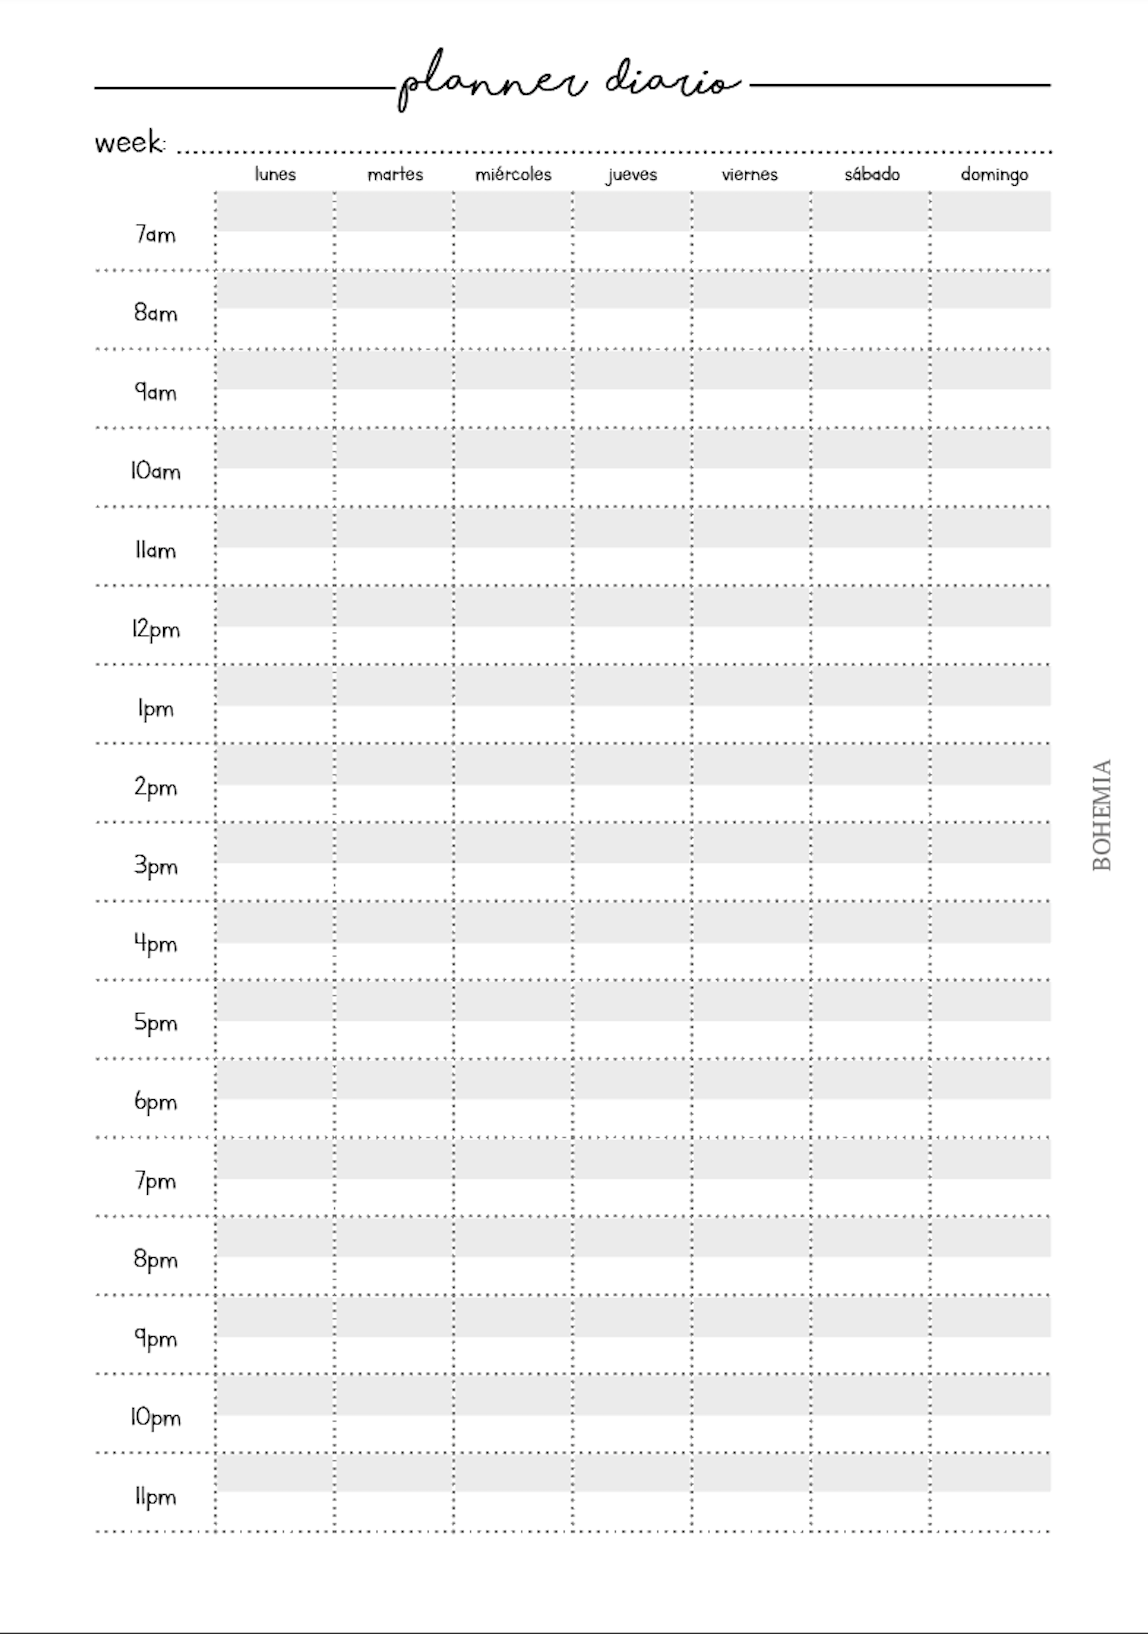 planner diario
week:
lunes martes miércoles jueves viernes sábado domingo
7am
8am
9am
10am
11am
12pm
1pm
2pm
3pm
4pm
5pm
6pm
7pm
8pm
9pm
10pm
11pm
BOHEMIA